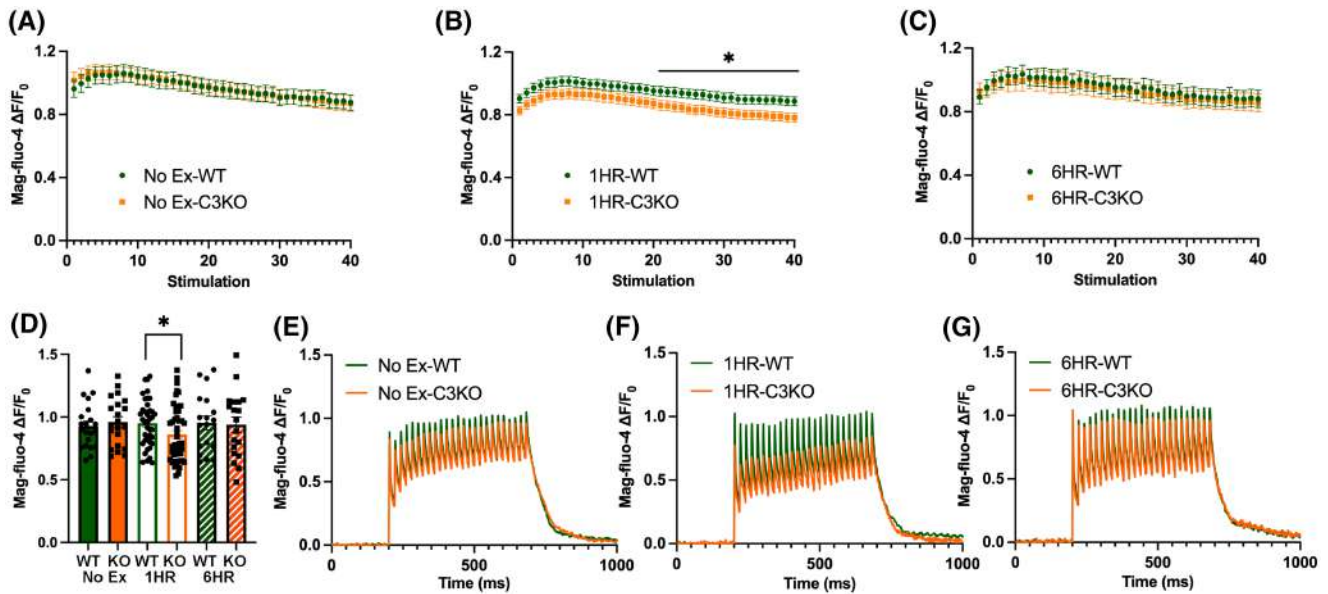 (A)
1.2
0.8
0.4
0.0
Mag-fluo-4 ΔF/F0
No Ex-WT
No Ex-C3KO
0 10 20 30 40
Stimulation
(B)
*
1.2
0.8
0.4
0.0
Mag-fluo-4 ΔF/F0
1HR-WT
1HR-C3KO
0 10 20 30 40
Stimulation
(C)
1.2
0.8
0.4
0.0
Mag-fluo-4 ΔF/F0
6HR-WT
6HR-C3KO
0 10 20 30 40
Stimulation
(D)
*
1.5
1.0
0.5
0.0
Mag-fluo-4 ΔF/F0
WT KO WT KO WT KO
No Ex 1HR 6HR
(E)
1.5
1.0
0.5
0.0
Mag-fluo-4 ΔF/F0
No Ex-WT
No Ex-C3KO
0 500 1000
Time (ms)
(F)
1.5
1.0
0.5
0.0
Mag-fluo-4 ΔF/F0
1HR-WT
1HR-C3KO
0 500 1000
Time (ms)
(G)
1.5
1.0
0.5
0.0
Mag-fluo-4 ΔF/F0
6HR-WT
6HR-C3KO
0 500 1000
Time (ms)